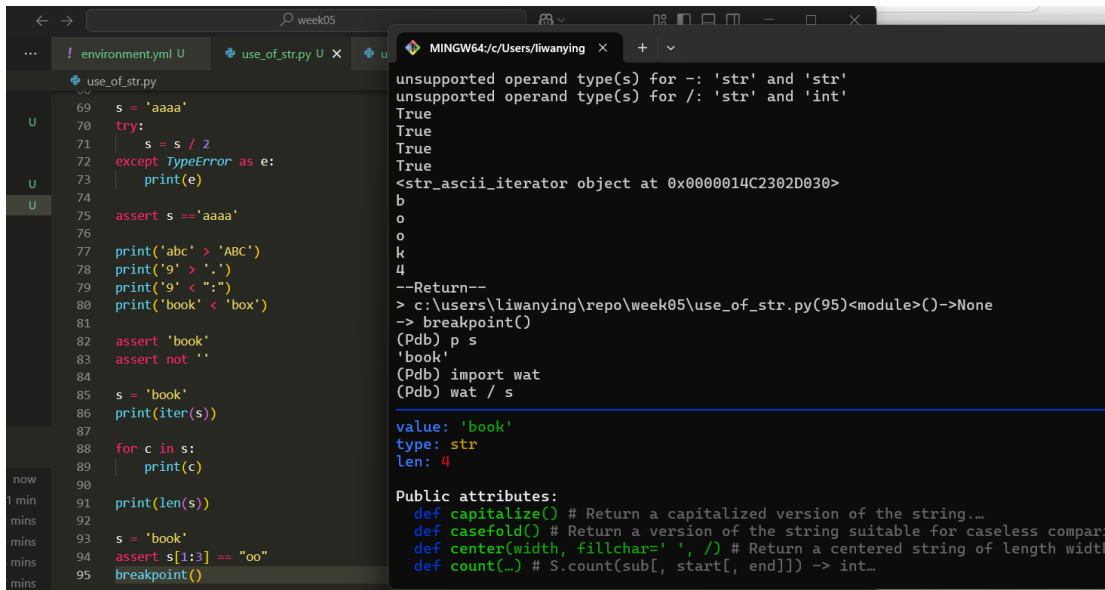 week05
environment.yml U
use_of_str.py U
use_of_str.py
69 s = 'aaaa'
70 try:
71 s = s / 2
72 except TypeError as e:
73 print(e)
74
75 assert s =='aaaa'
76
77 print('abc' > 'ABC')
78 print('9' > '.')
79 print('9' < ":")
80 print('book' < 'box')
81
82 assert 'book'
83 assert not ''
84
85 s = 'book'
86 print(iter(s))
87
88 for c in s:
89 print(c)
90
91 print(len(s))
92
93 s = 'book'
94 assert s[1:3] == "oo"
95 breakpoint()
U
U
U
now
1 min
mins
mins
mins
mins
MINGW64:/c/Users/liwanying
unsupported operand type(s) for -: 'str' and 'str'
unsupported operand type(s) for /: 'str' and 'int'
True
True
True
True
<str_ascii_iterator object at 0x0000014C2302D030>
b
o
o
k
4
--Return--
> c:\users\liwanying\repo\week05\use_of_str.py(95)<module>()->None
-> breakpoint()
(Pdb) p s
'book'
(Pdb) import wat
(Pdb) wat / s
value: 'book'
type: str
len: 4
Public attributes:
def capitalize() # Return a capitalized version of the string.…
def casefold() # Return a version of the string suitable for caseless compari
def center(width, fillchar=' ', /) # Return a centered string of length width
def count(…) # S.count(sub[, start[, end]]) -> int…